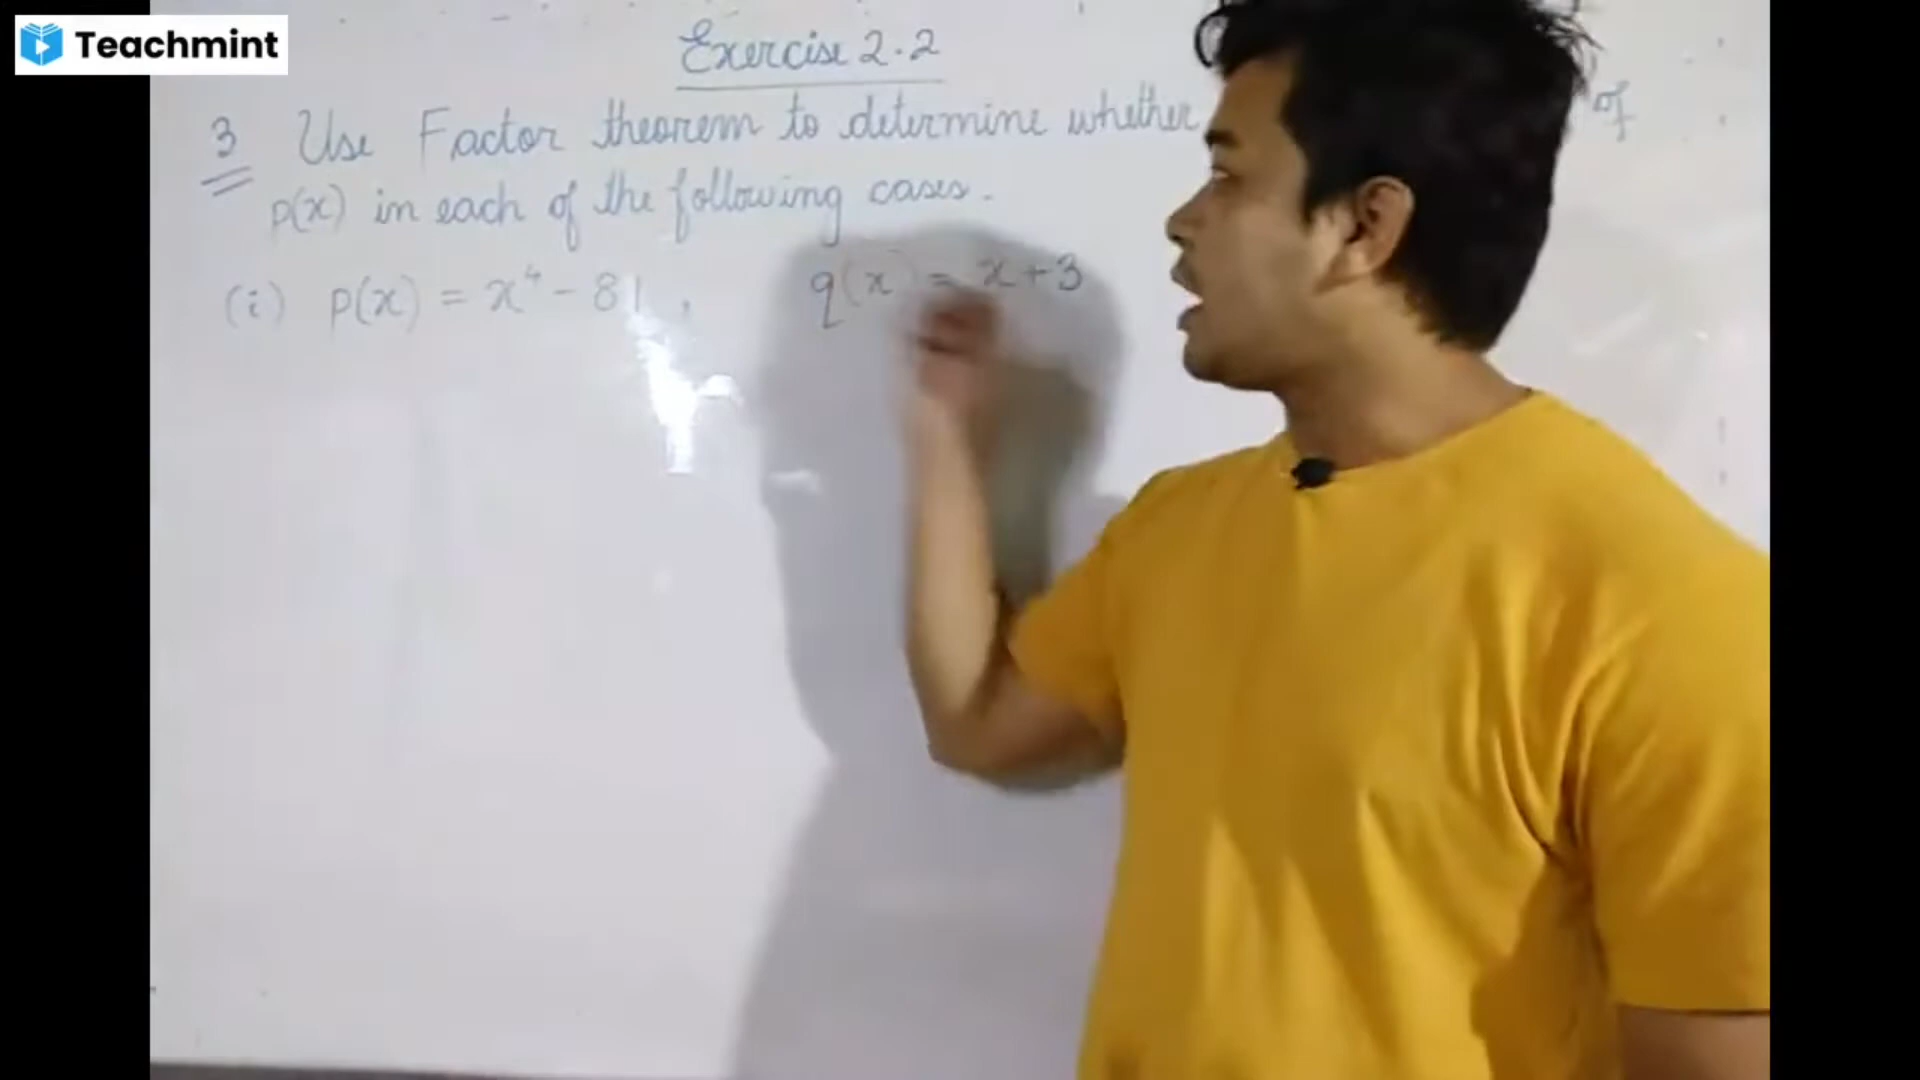 Teachmint
Exercise 2.2
3 Use Factor theorem to determine whether of
p(x) in each of the following cases.
(i) p(x) = x⁴ - 81, q(x) = x+3